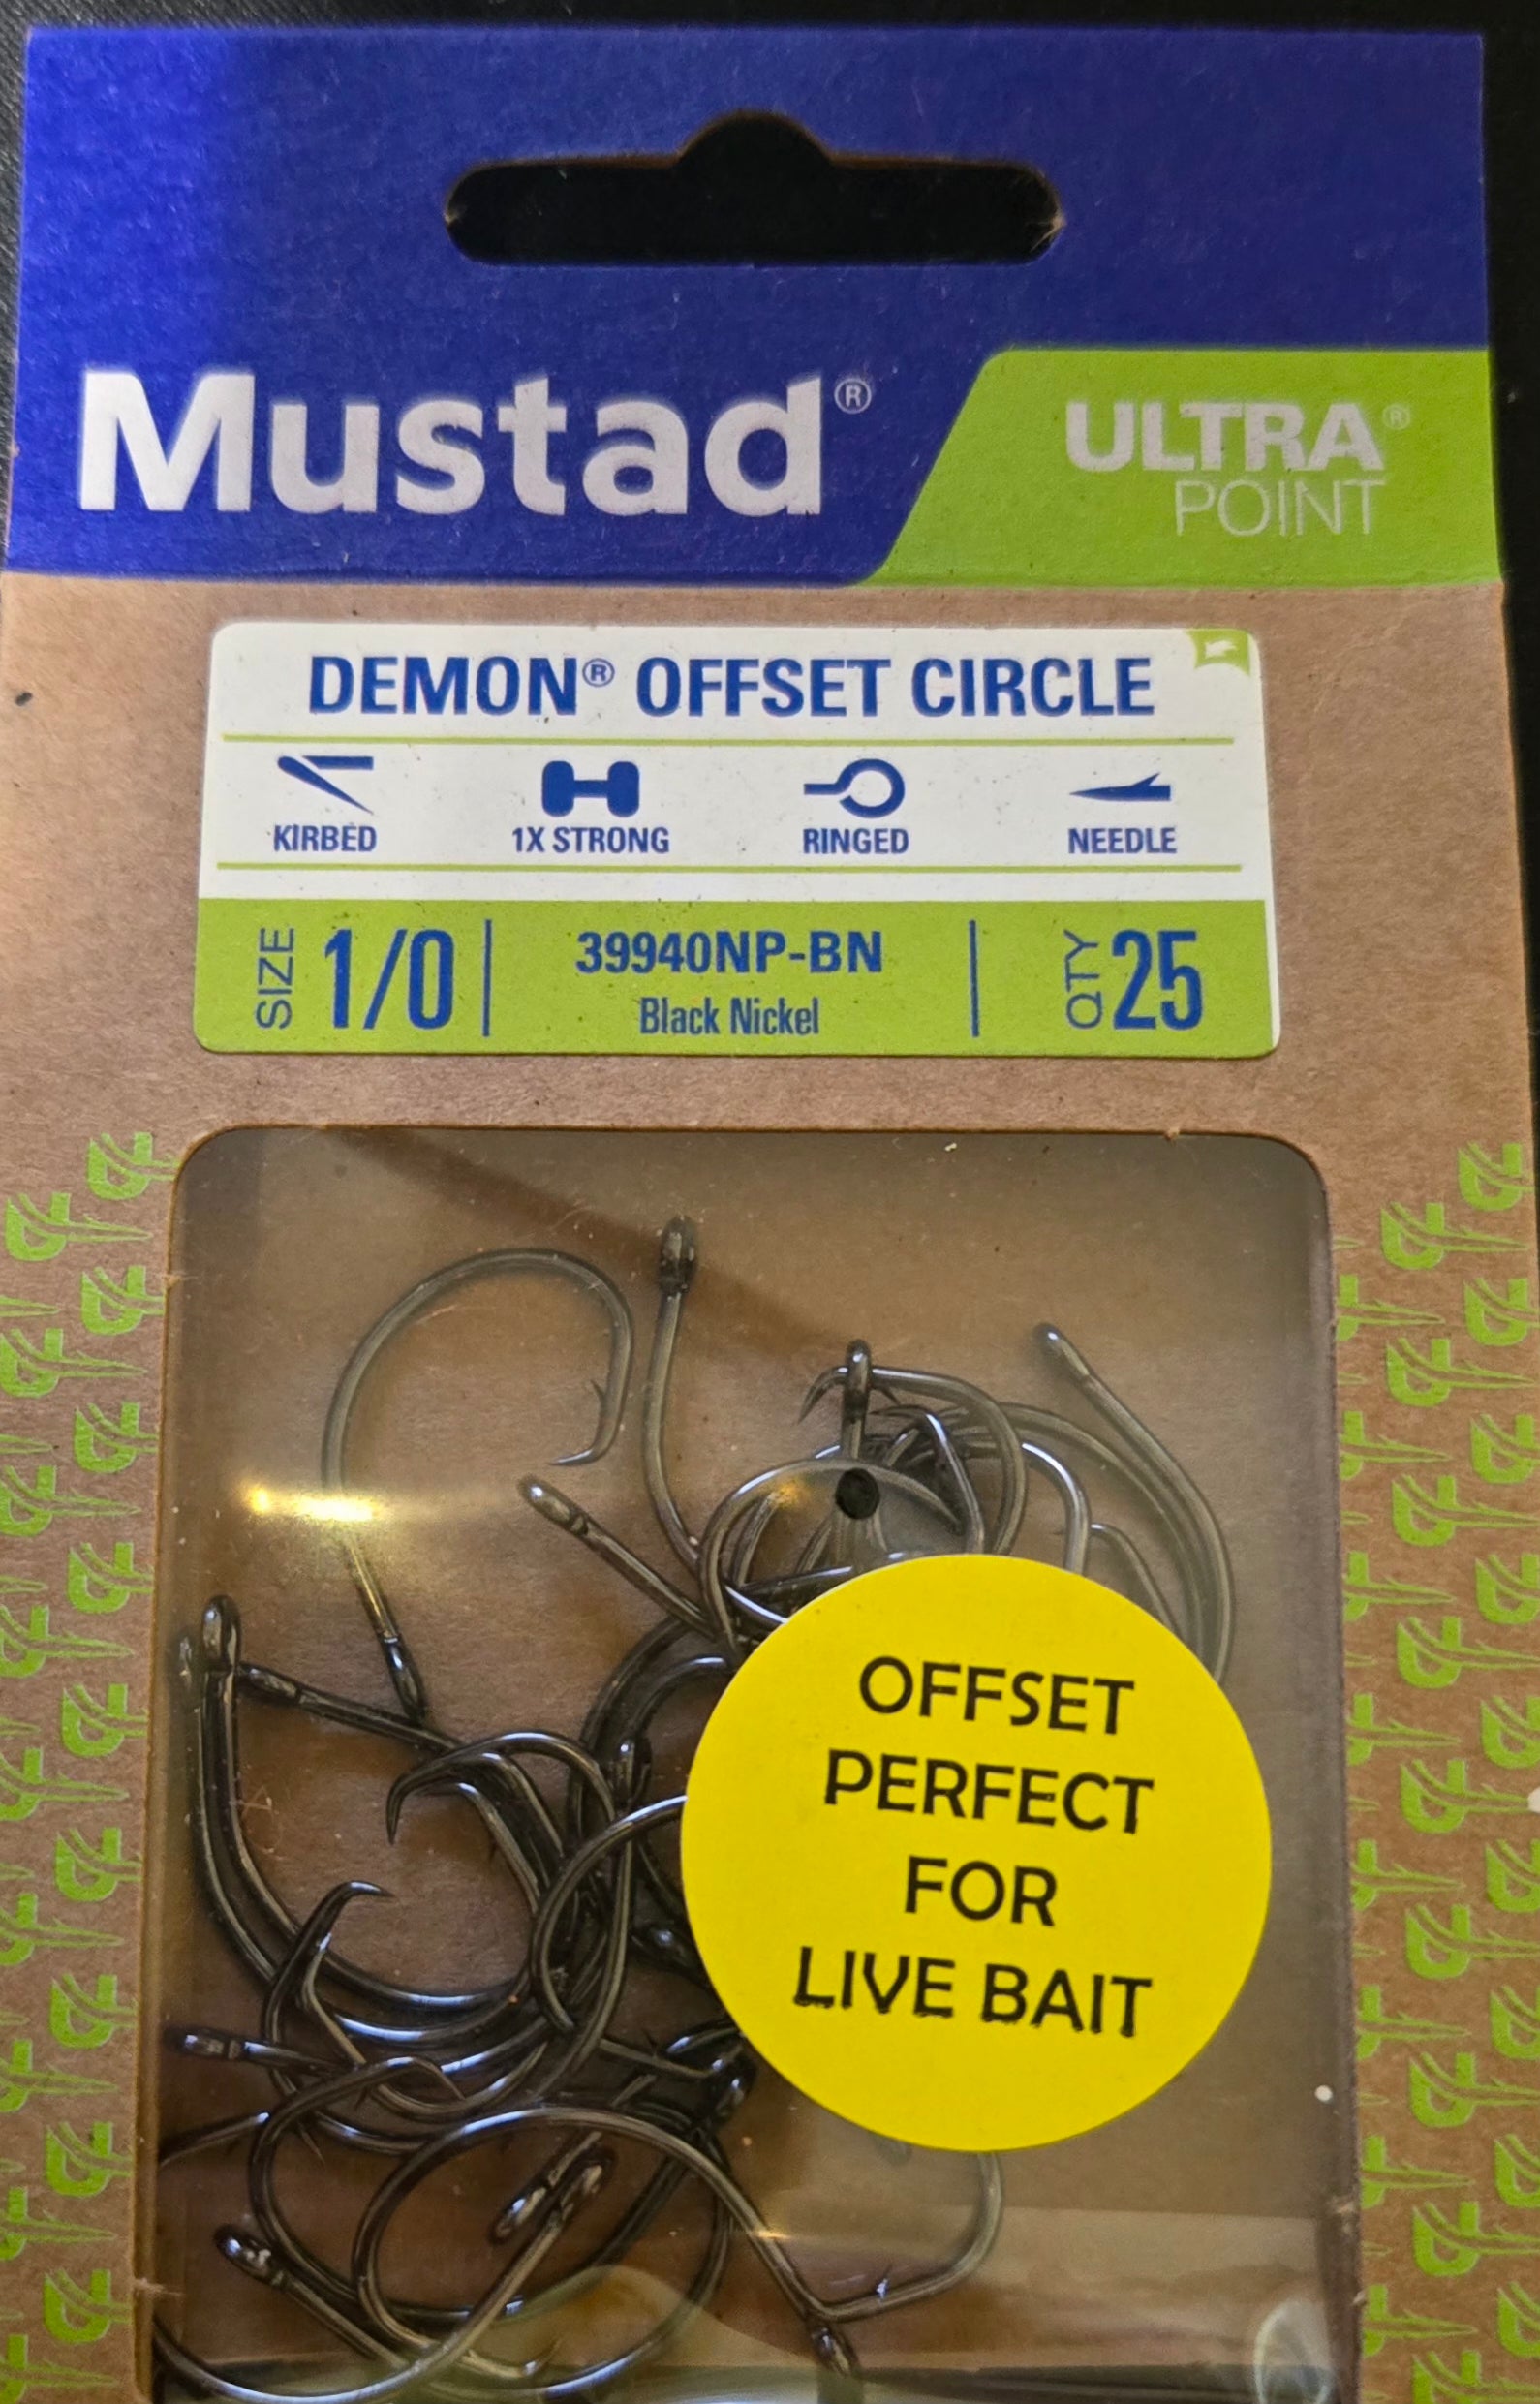 Mustad®
ULTRA®
POINT
DEMON® OFFSET CIRCLE
KIRBED
1X STRONG
RINGED
NEEDLE
SIZE 1/0
39940NP-BN
Black Nickel
QTY 25
OFFSET
PERFECT
FOR
LIVE BAIT